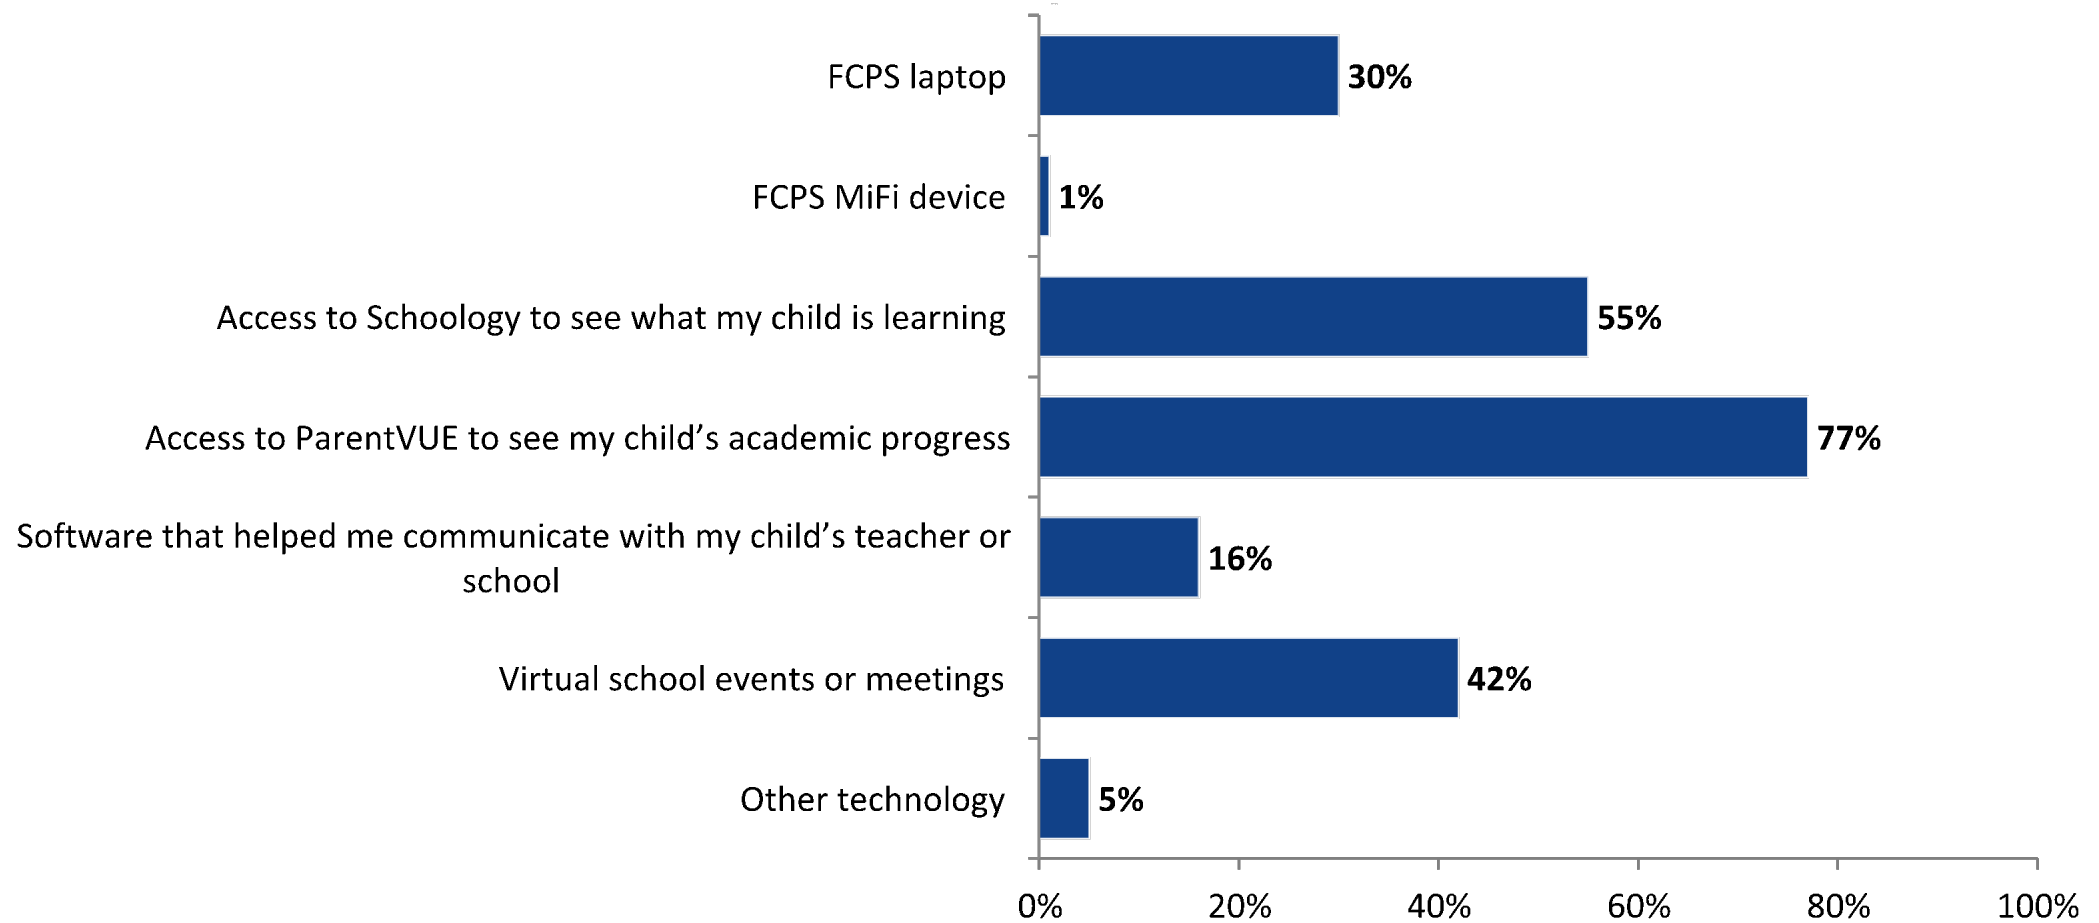 FCPS laptop
30%
FCPS MiFi device
1%
Access to Schoology to see what my child is learning
55%
Access to ParentVUE to see my child’s academic progress
77%
Software that helped me communicate with my child’s teacher or
school
16%
Virtual school events or meetings
42%
Other technology
5%
0% 20% 40% 60% 80% 100%